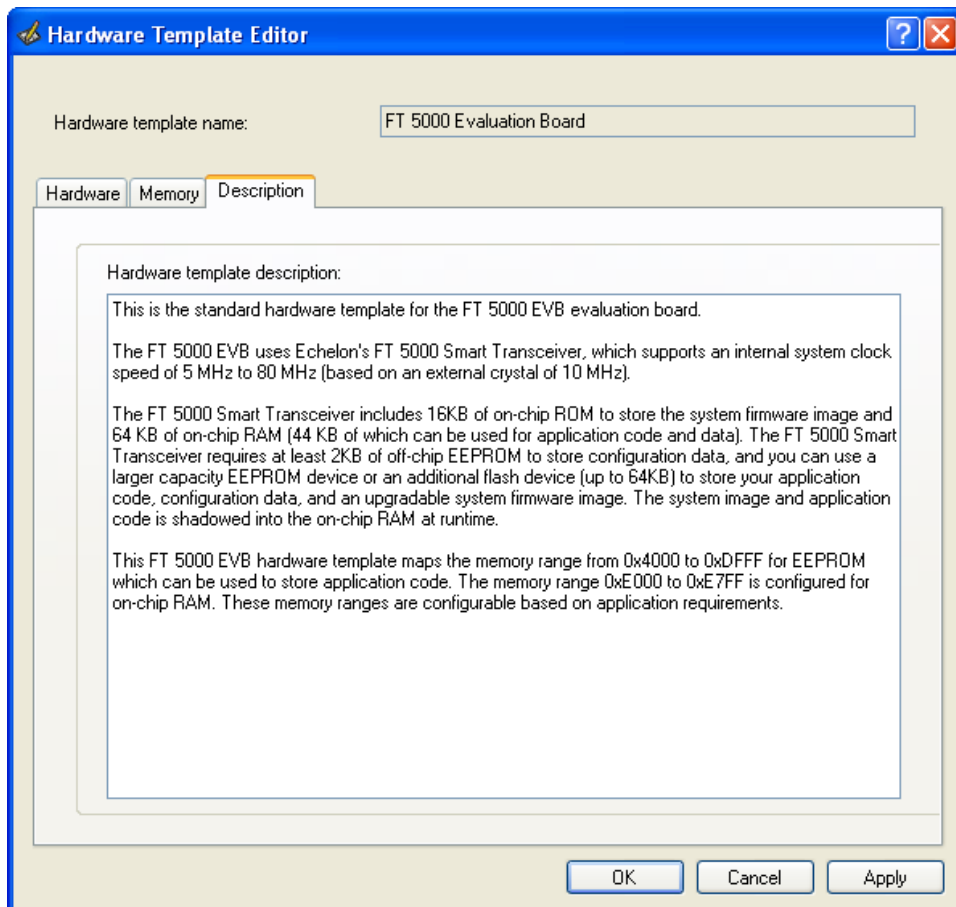 Hardware Template Editor
Hardware template name:
FT 5000 Evaluation Board
Hardware
Memory
Description
Hardware template description:
This is the standard hardware template for the FT 5000 EVB evaluation board.
The FT 5000 EVB uses Echelon's FT 5000 Smart Transceiver, which supports an internal system clock
speed of 5 MHz to 80 MHz (based on an external crystal of 10 MHz).
The FT 5000 Smart Transceiver includes 16KB of on-chip ROM to store the system firmware image and
64 KB of on-chip RAM (44 KB of which can be used for application code and data). The FT 5000 Smart
Transceiver requires at least 2KB of off-chip EEPROM to store configuration data, and you can use a
larger capacity EEPROM device or an additional flash device (up to 64KB) to store your application
code, configuration data, and an upgradable system firmware image. The system image and application
code is shadowed into the on-chip RAM at runtime.
This FT 5000 EVB hardware template maps the memory range from 0x4000 to 0xDFFF for EEPROM
which can be used to store application code. The memory range 0xE000 to 0xE7FF is configured for
on-chip RAM. These memory ranges are configurable based on application requirements.
OK
Cancel
Apply